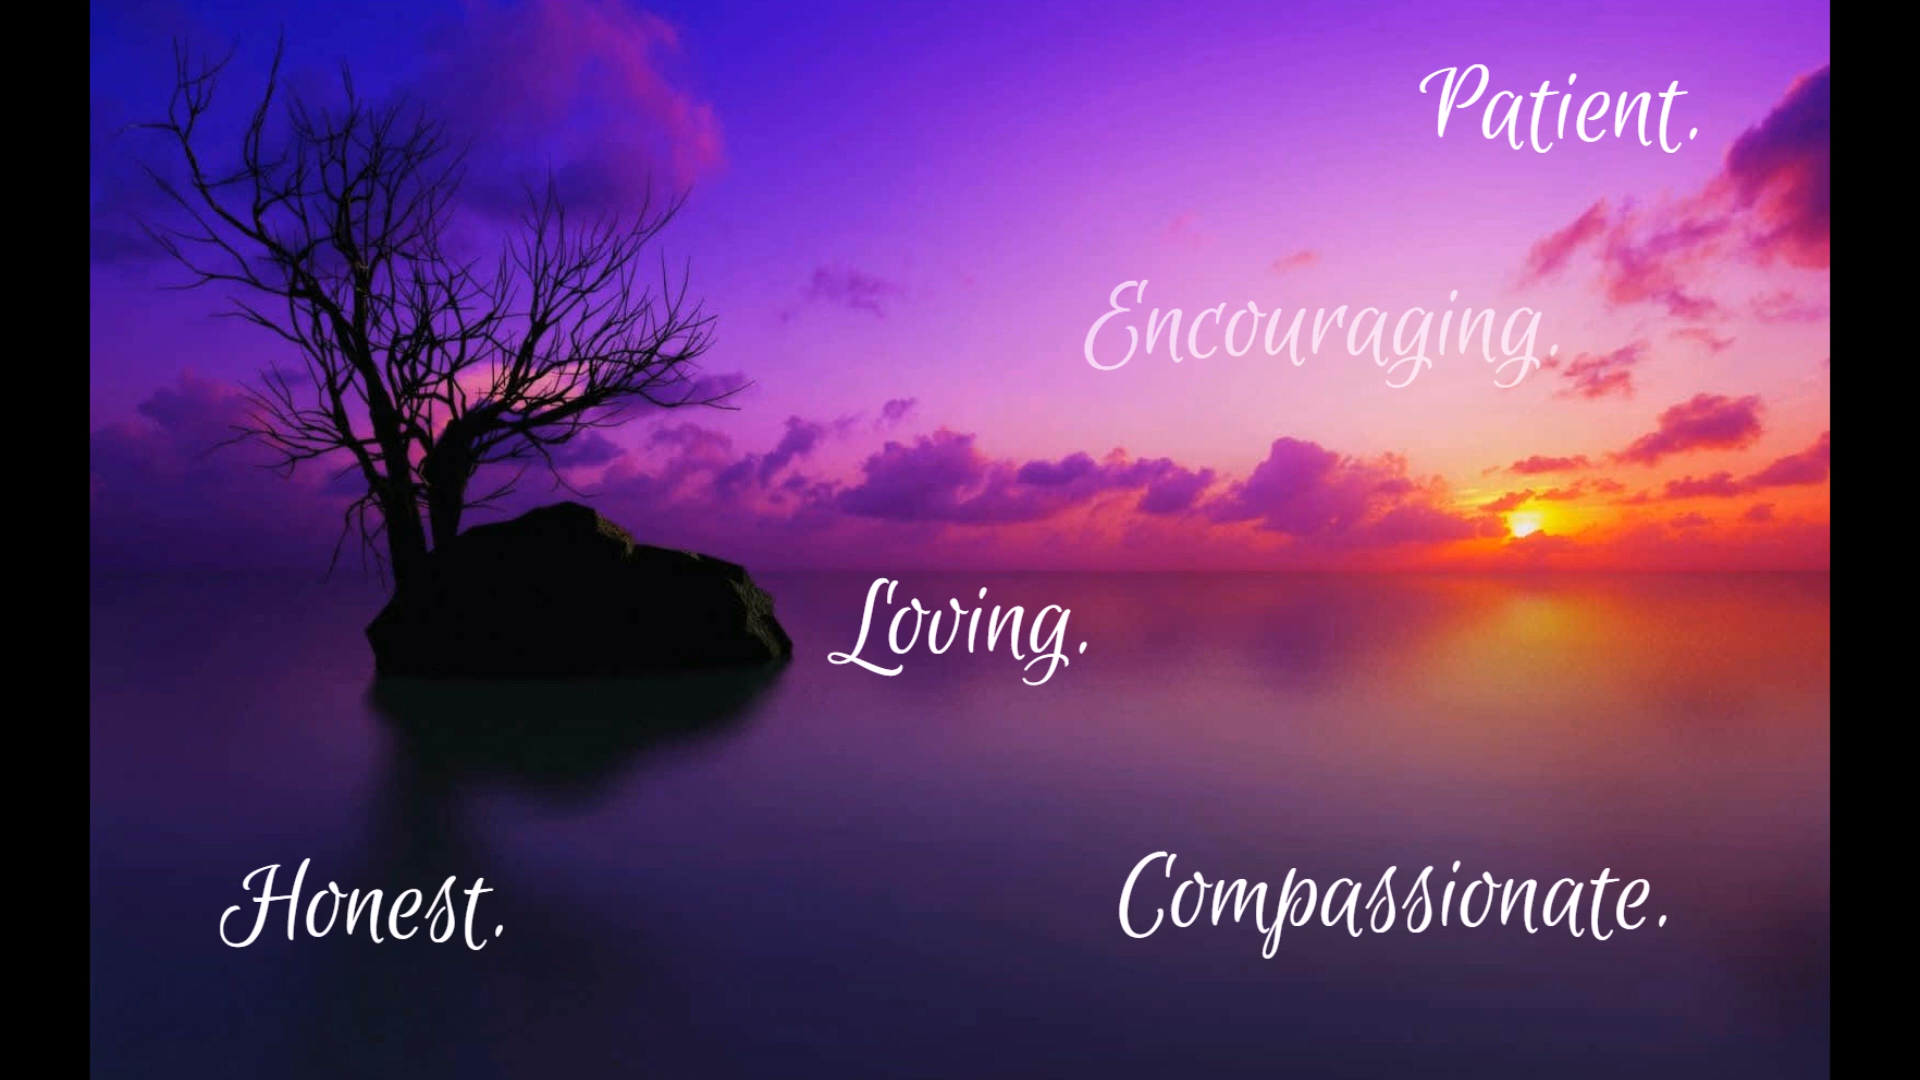 Patient.
Encouraging.
Loving.
Honest.
Compassionate.